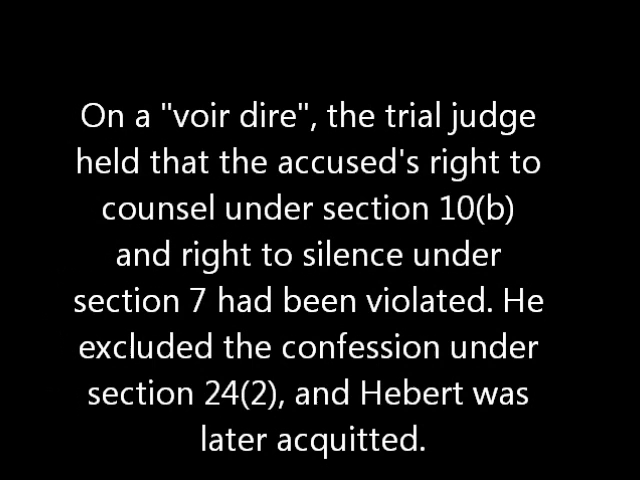 On a "voir dire", the trial judge
held that the accused's right to
counsel under section 10(b)
and right to silence under
section 7 had been violated. He
excluded the confession under
section 24(2), and Hebert was
later acquitted.